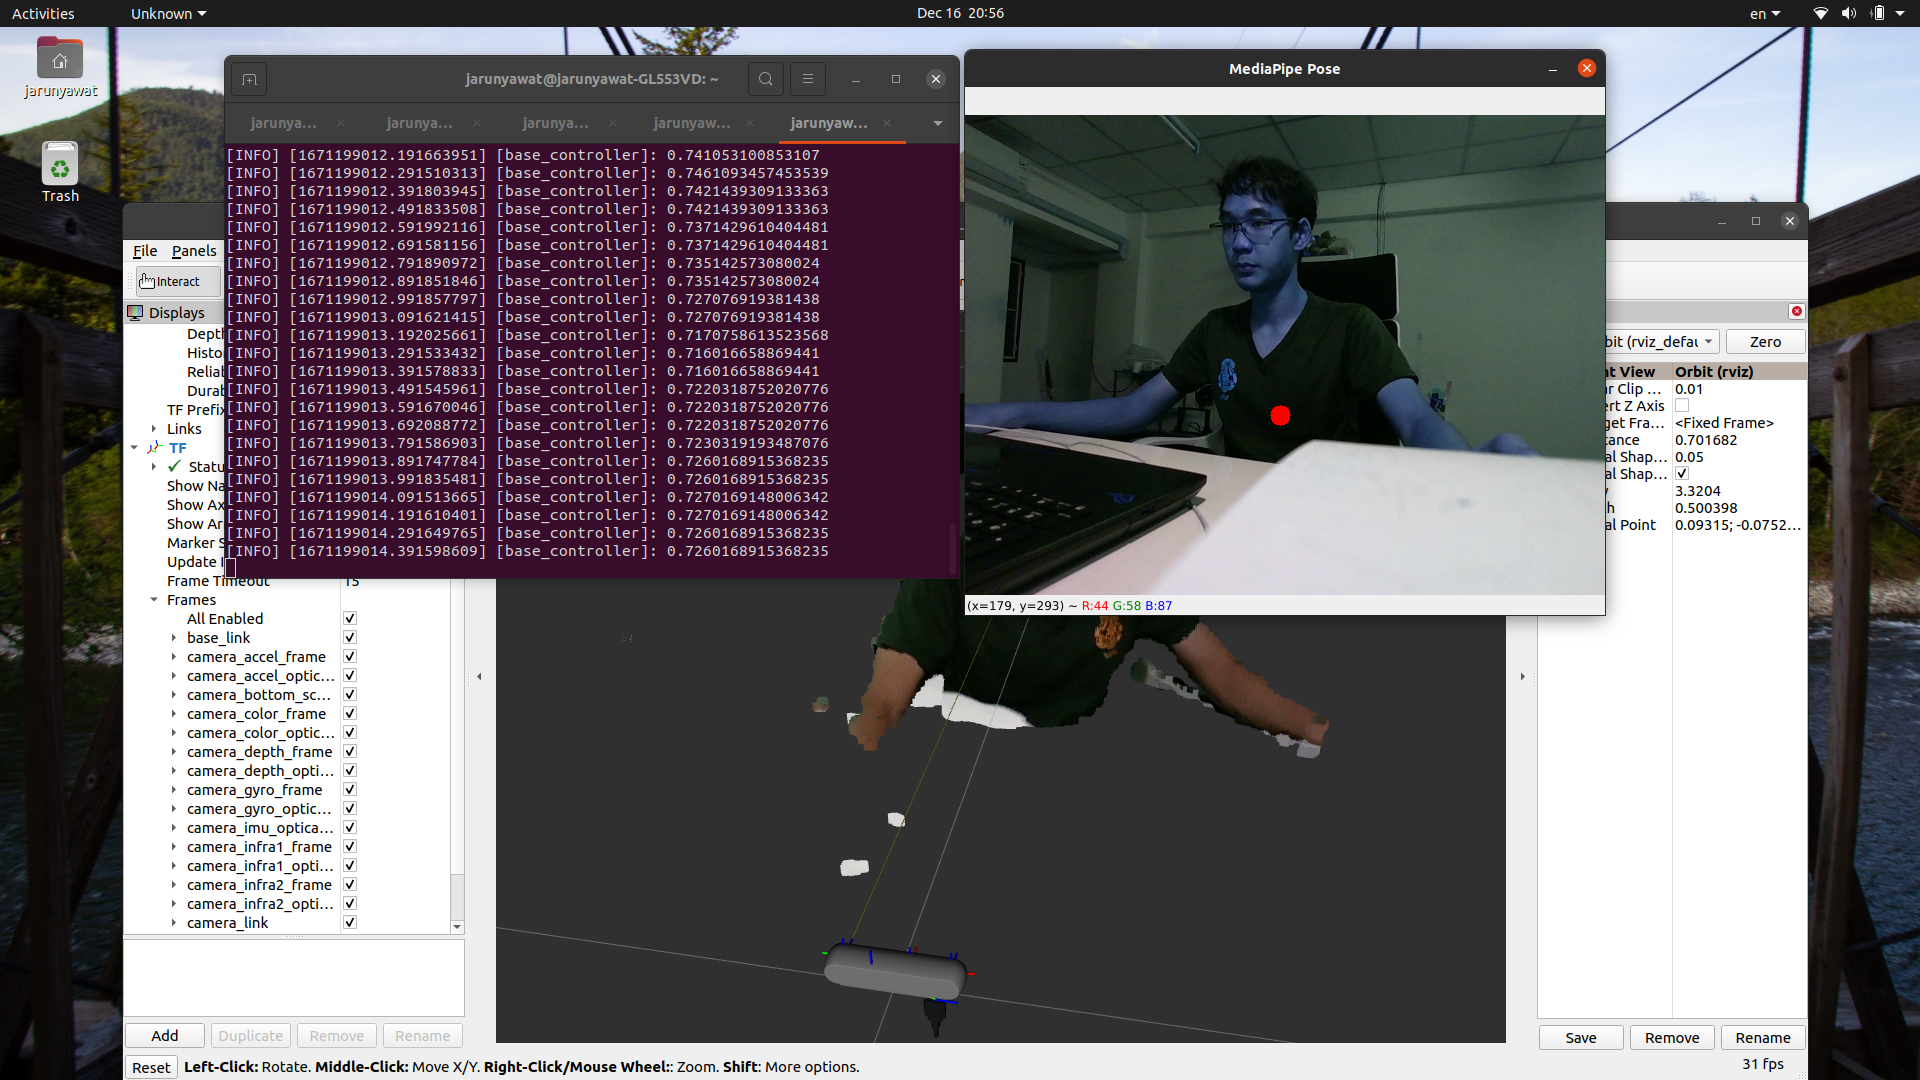 Activities
Unknown
Dec 16 20:56
en
jarunyawat
Trash
jarunyawat@jarunyawat-GL553VD: ~
jarunya...
jarunya...
jarunya...
jarunyaw...
jarunyaw...
[INFO] [1671199012.191663951] [base_controller]: 0.741053100853107
[INFO] [1671199012.291510313] [base_controller]: 0.7461093457453539
[INFO] [1671199012.391803945] [base_controller]: 0.7421439309133363
[INFO] [1671199012.491833508] [base_controller]: 0.7421439309133363
[INFO] [1671199012.591992116] [base_controller]: 0.7371429610404481
[INFO] [1671199012.691581156] [base_controller]: 0.7371429610404481
[INFO] [1671199012.791890972] [base_controller]: 0.735142573080024
[INFO] [1671199012.891851846] [base_controller]: 0.735142573080024
[INFO] [1671199012.991857797] [base_controller]: 0.727076919381438
[INFO] [1671199013.091621415] [base_controller]: 0.727076919381438
[INFO] [1671199013.192025661] [base_controller]: 0.7170758613523568
[INFO] [1671199013.291533432] [base_controller]: 0.716016658869441
[INFO] [1671199013.391578833] [base_controller]: 0.716016658869441
[INFO] [1671199013.491545961] [base_controller]: 0.7220318752020776
[INFO] [1671199013.591670046] [base_controller]: 0.7220318752020776
[INFO] [1671199013.692088772] [base_controller]: 0.7220318752020776
[INFO] [1671199013.791586903] [base_controller]: 0.7230319193487076
[INFO] [1671199013.891747784] [base_controller]: 0.7260168915368235
[INFO] [1671199013.991835481] [base_controller]: 0.7260168915368235
[INFO] [1671199014.091513665] [base_controller]: 0.7270169148006342
[INFO] [1671199014.191610401] [base_controller]: 0.7270169148006342
[INFO] [1671199014.291649765] [base_controller]: 0.7260168915368235
[INFO] [1671199014.391598609] [base_controller]: 0.7260168915368235
MediaPipe Pose
(x=179, y=293) ~ R:44 G:58 B:87
File Panels
Interact
Displays
Depth
Histo
Reliab
Durab
TF Prefix
Links
TF
Statu
Show Na
Show Ax
Show Ar
Marker S
Update I
Frame Timeout 15
Frames
All Enabled
base_link
camera_accel_frame
camera_accel_optic...
camera_bottom_sc...
camera_color_frame
camera_color_optic...
camera_depth_frame
camera_depth_opti...
camera_gyro_frame
camera_gyro_optic...
camera_imu_optica...
camera_infra1_frame
camera_infra1_opti...
camera_infra2_frame
camera_infra2_opti...
camera_link
Add Duplicate Remove Rename
Reset Left-Click: Rotate. Middle-Click: Move X/Y. Right-Click/Mouse Wheel:: Zoom. Shift: More options.
bit (rviz_defau Zero
nt View Orbit (rviz)
ar Clip ... 0.01
ert Z Axis
get Fra... <Fixed Frame>
tance 0.701682
al Shap... 0.05
al Shap...
3.3204
h 0.500398
al Point 0.09315; -0.0752...
Save Remove Rename
31 fps